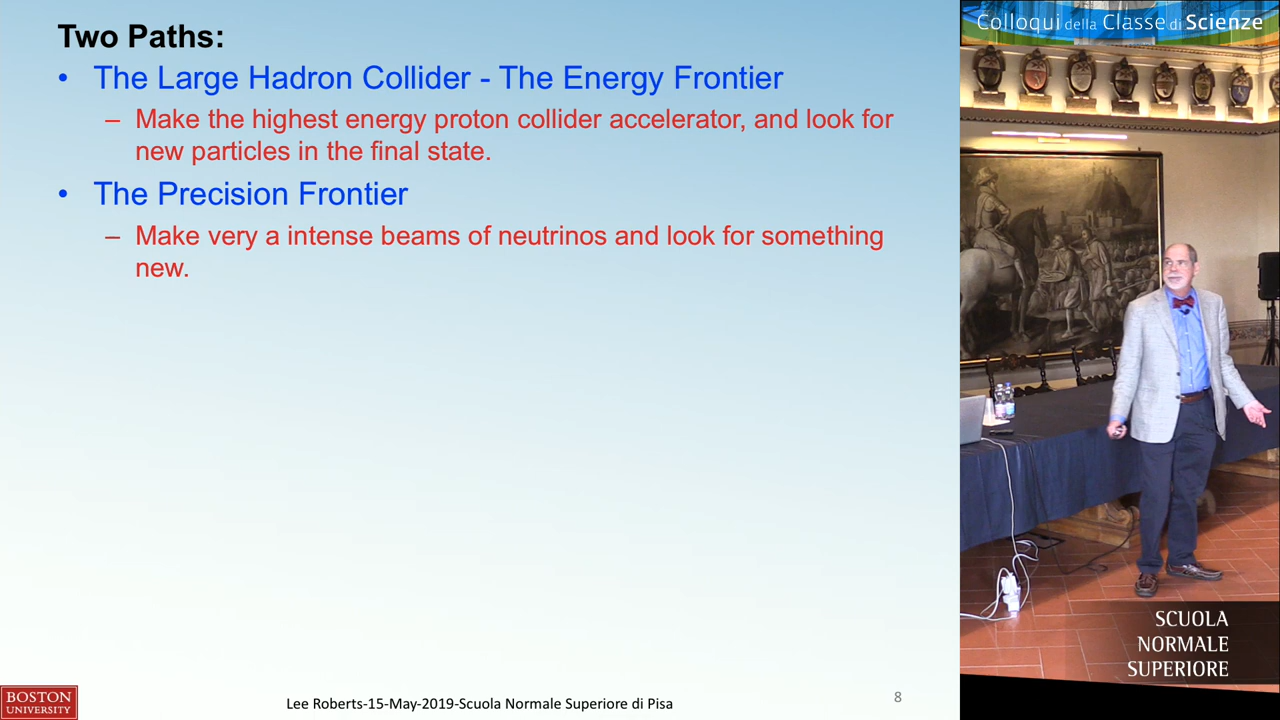 Two Paths:
• The Large Hadron Collider - The Energy Frontier
– Make the highest energy proton collider accelerator, and look for
new particles in the final state.
• The Precision Frontier
– Make very a intense beams of neutrinos and look for something
new.
BOSTON
UNIVERSITY
Lee Roberts-15-May-2019-Scuola Normale Superiore di Pisa
8
Colloqui della Classe di Scienze
SCUOLA
NORMALE
SUPERIORE